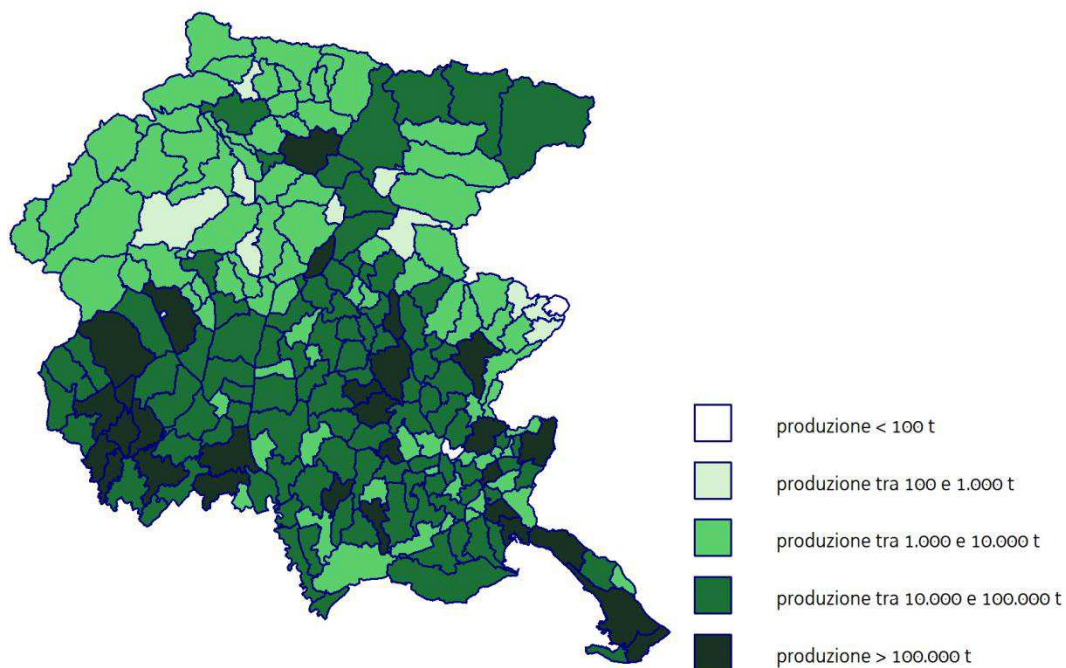 produzione < 100 t
produzione tra 100 e 1.000 t
produzione tra 1.000 e 10.000 t
produzione tra 10.000 e 100.000 t
produzione > 100.000 t